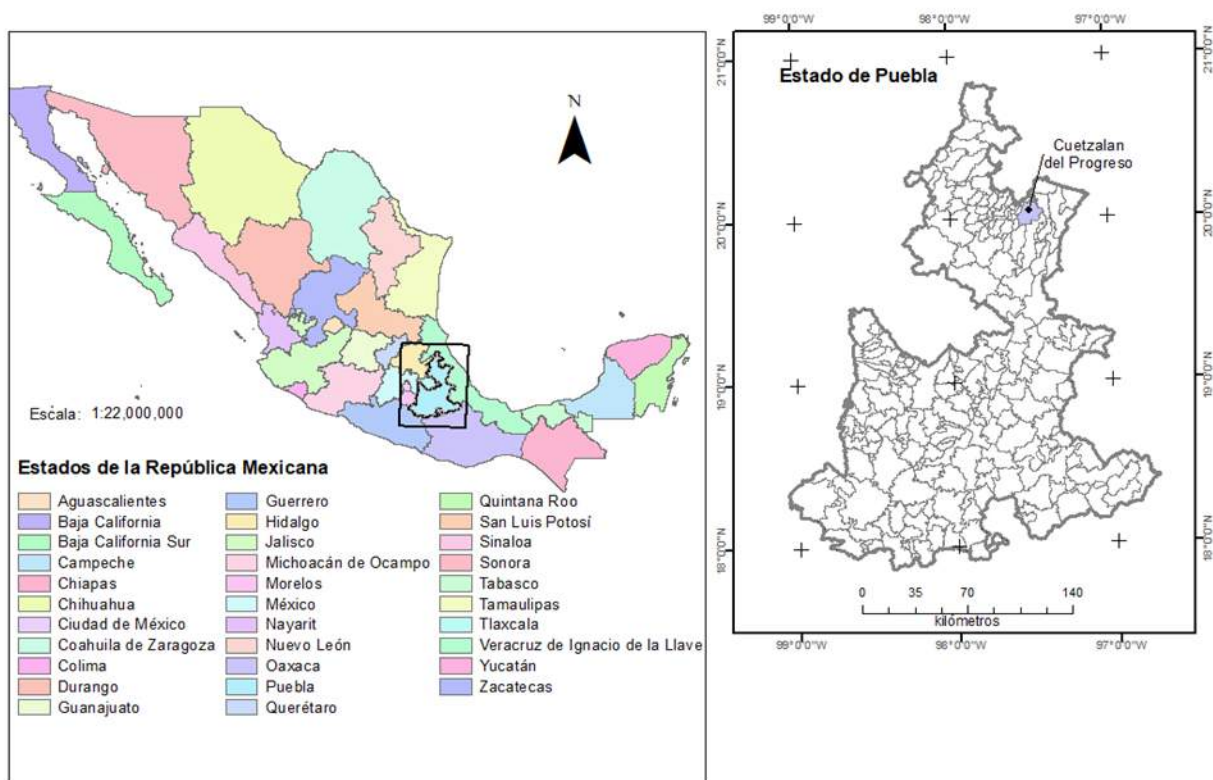 N
Escala: 1:22,000,000
Estados de la República Mexicana
Aguascalientes
Baja California
Baja California Sur
Campeche
Chiapas
Chihuahua
Ciudad de México
Coahuila de Zaragoza
Colima
Durango
Guanajuato
Guerrero
Hidalgo
Jalisco
Michoacán de Ocampo
Morelos
México
Nayarit
Nuevo León
Oaxaca
Puebla
Querétaro
Quintana Roo
San Luis Potosí
Sinaloa
Sonora
Tabasco
Tamaulipas
Tlaxcala
Veracruz de Ignacio de la Llave
Yucatán
Zacatecas
99°0'0"W 98°0'0"W 97°0'0"W
Estado de Puebla
Cuetzalan
del Progreso
21°0'0"N
20°0'0"N
19°0'0"N
18°0'0"N
21°0'0"N
20°0'0"N
19°0'0"N
18°0'0"N
0 35 70 140
kilómetros
99°0'0"W 98°0'0"W 97°0'0"W